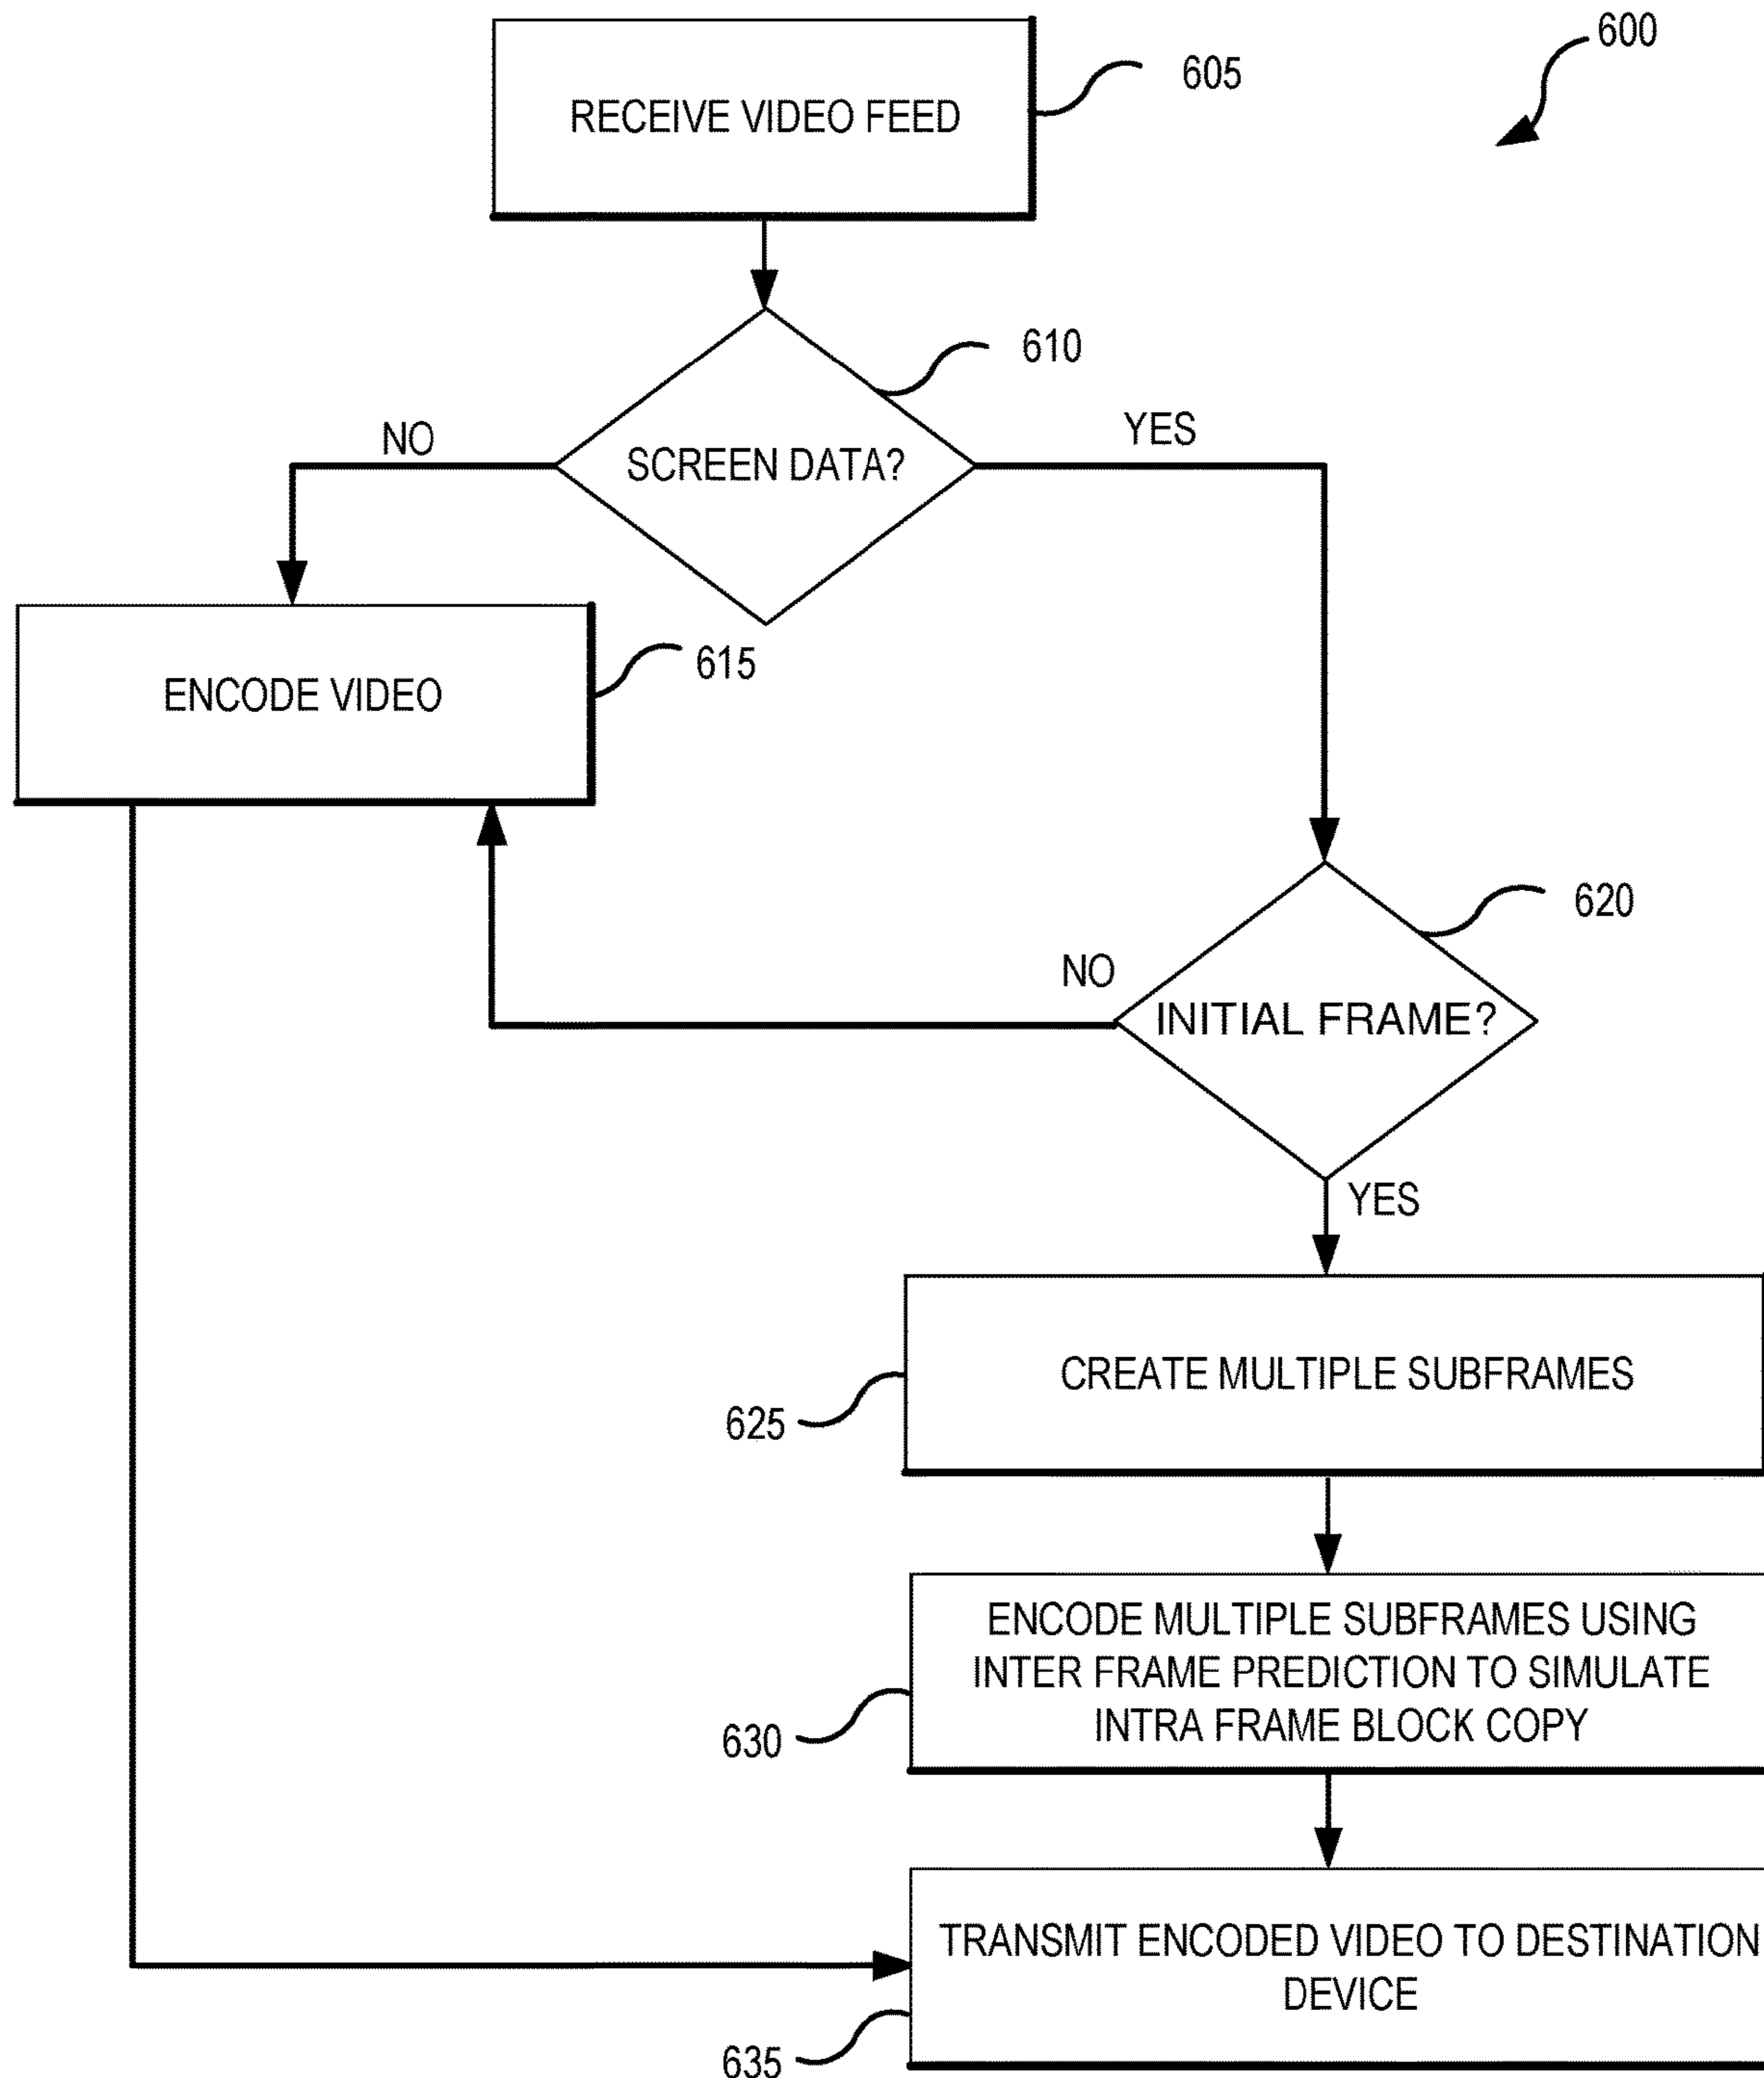 600
RECEIVE VIDEO FEED
605
610
NO
SCREEN DATA?
YES
ENCODE VIDEO
615
620
NO
INITIAL FRAME?
YES
CREATE MULTIPLE SUBFRAMES
625
ENCODE MULTIPLE SUBFRAMES USING
INTER FRAME PREDICTION TO SIMULATE
INTRA FRAME BLOCK COPY
630
TRANSMIT ENCODED VIDEO TO DESTINATION
DEVICE
635